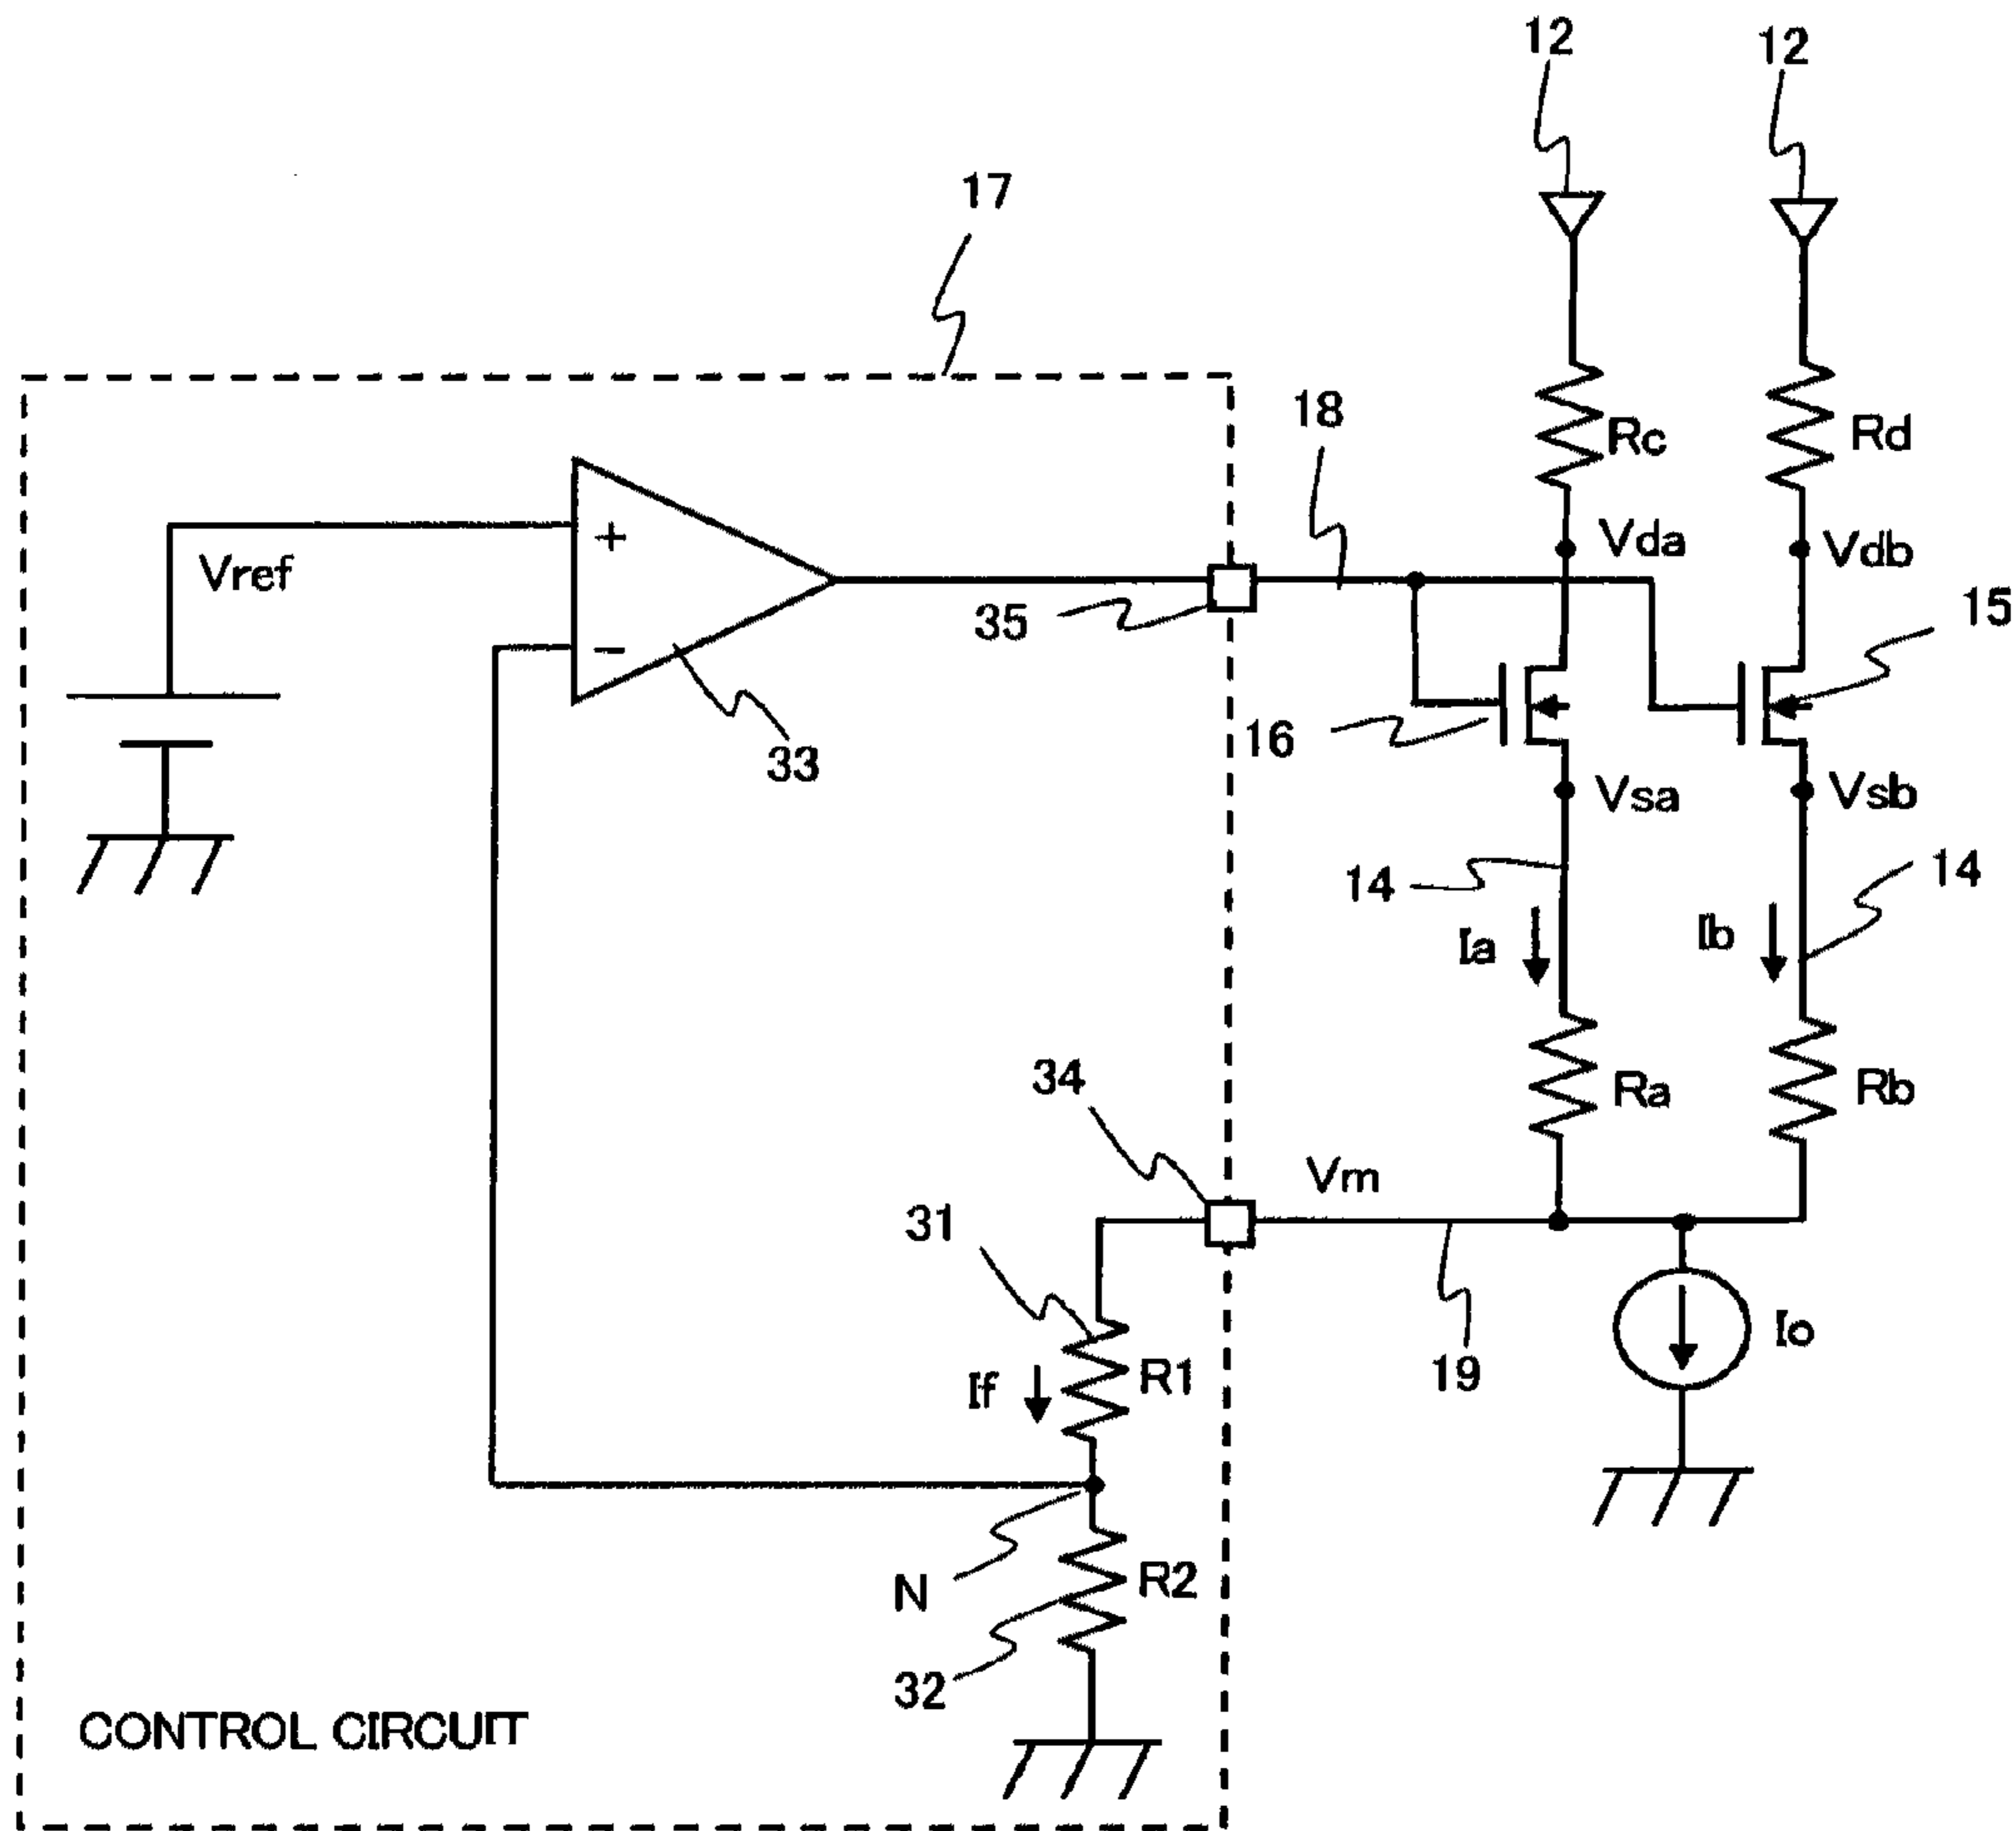 12
12
17
18
Rc
Rd
Vref
+
Vda
Vdb
35
15
−
16
33
Vsa
Vsb
14
14
Ia
Ib
34
Ra
Rb
Vm
31
If
R1
19
Io
N
R2
32
CONTROL CIRCUIT